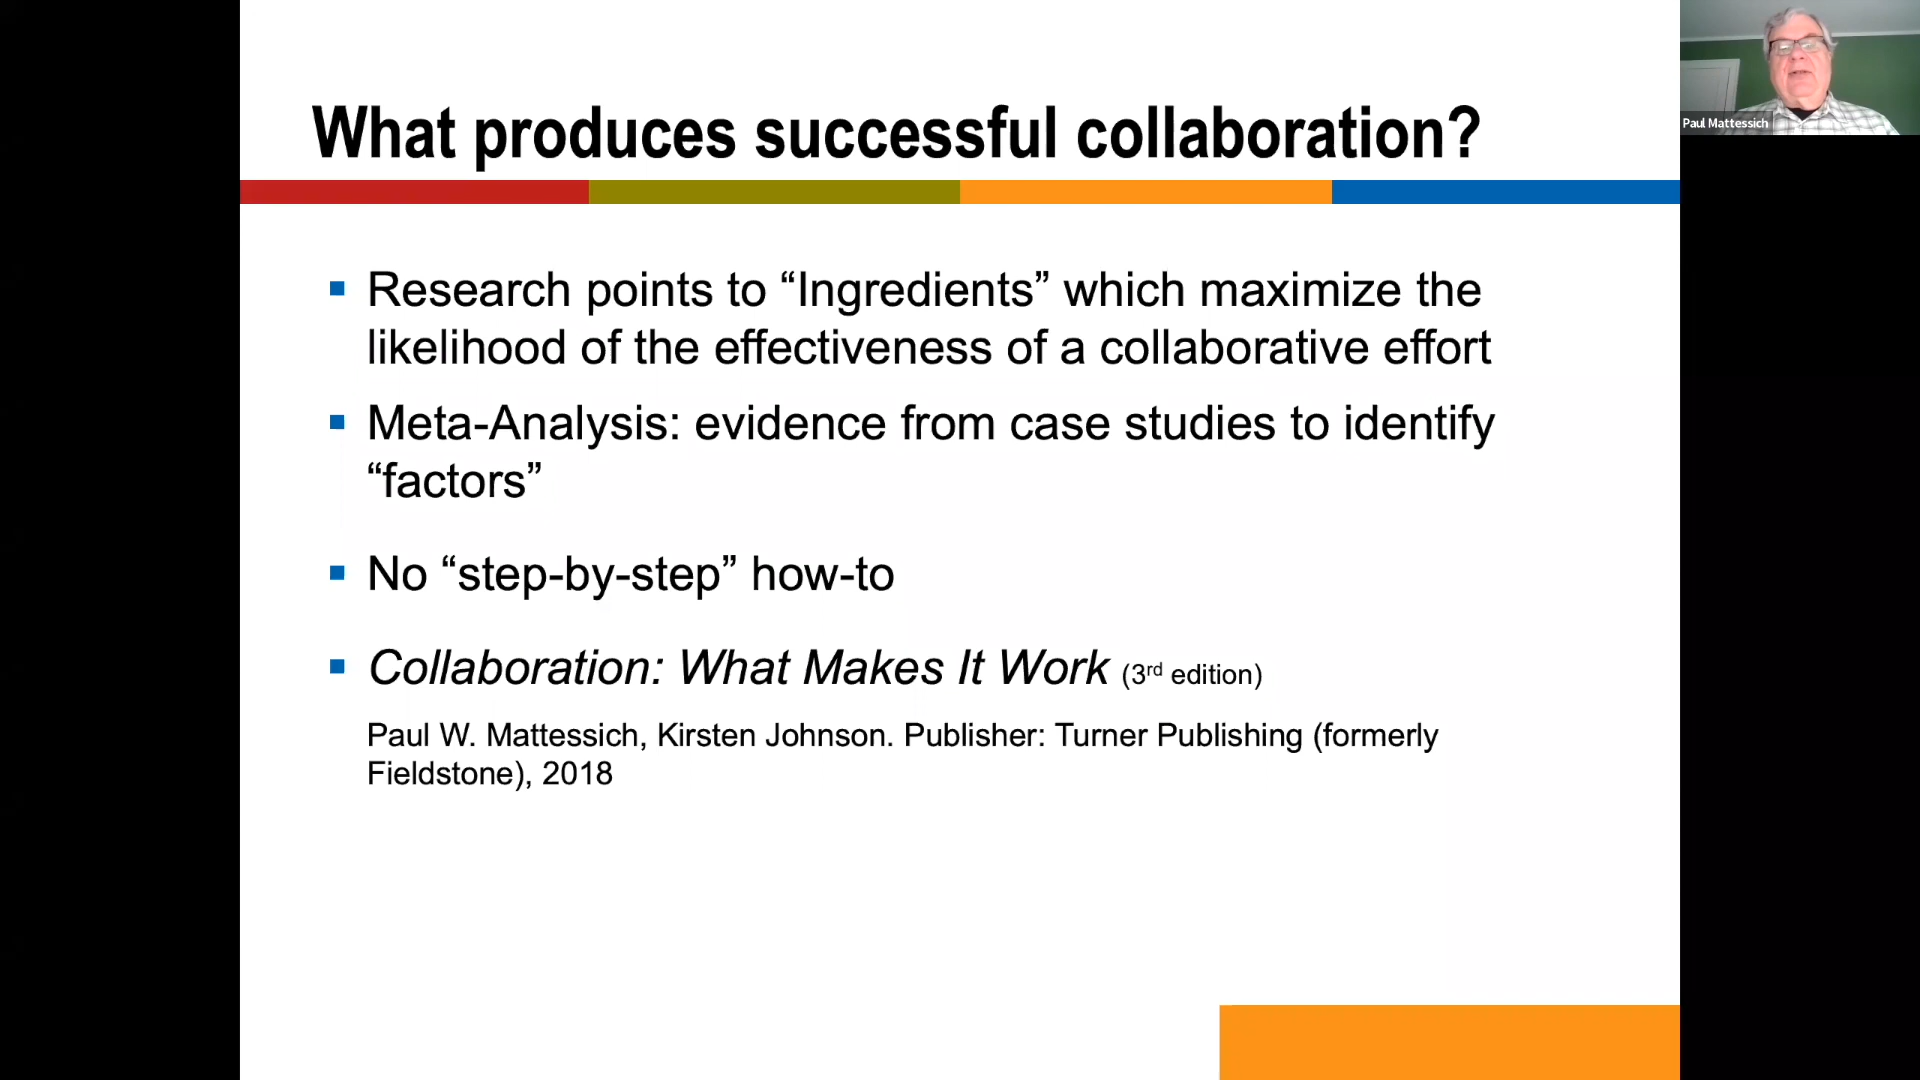 What produces successful collaboration?
Research points to “Ingredients” which maximize the
likelihood of the effectiveness of a collaborative effort
Meta-Analysis: evidence from case studies to identify
“factors”
No “step-by-step” how-to
Collaboration: What Makes It Work (3rd edition)
Paul W. Mattessich, Kirsten Johnson. Publisher: Turner Publishing (formerly
Fieldstone), 2018
Paul Mattessich